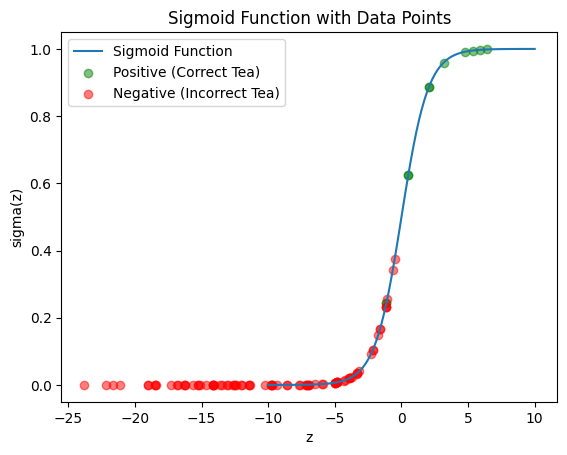 Sigmoid Function with Data Points
Sigmoid Function
Positive (Correct Tea)
Negative (Incorrect Tea)
sigma(z)
1.0
0.8
0.6
0.4
0.2
0.0
−25 −20 −15 −10 −5 0 5 10
z